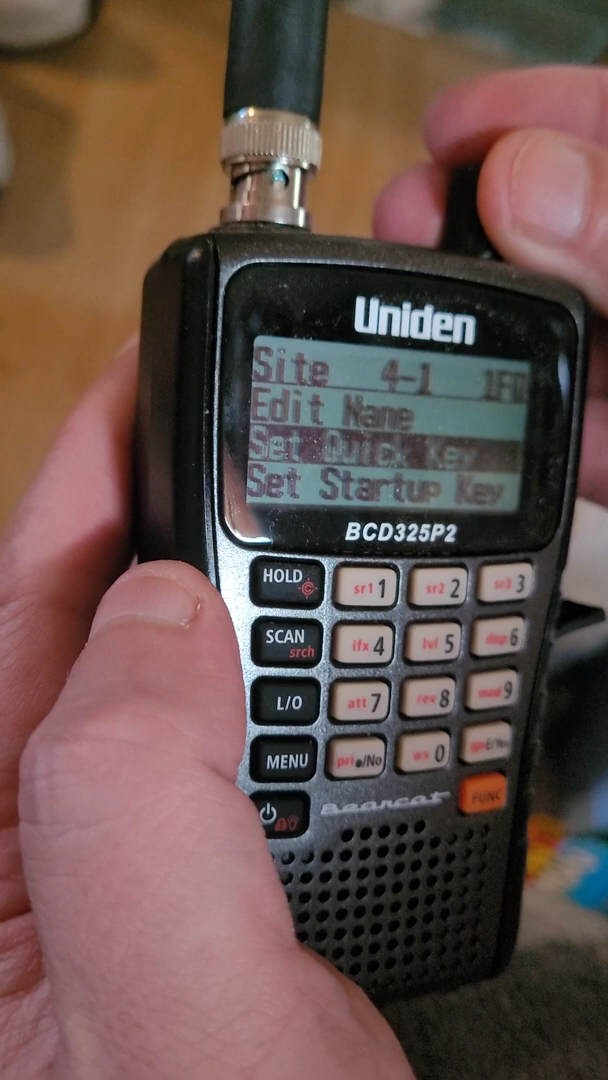 Uniden
Site 4-1
Edit Name
Set Quick Key
Set Startup Key
BCD325P2
HOLD C sr1 1 sr2 2 sr3 3
SCAN srch ifx 4 lvl 5 disp 6
L/O att 7 rev 8 mod 9
MENU pri •/No wx 0 gps E/Yes
Bearcat FUNC